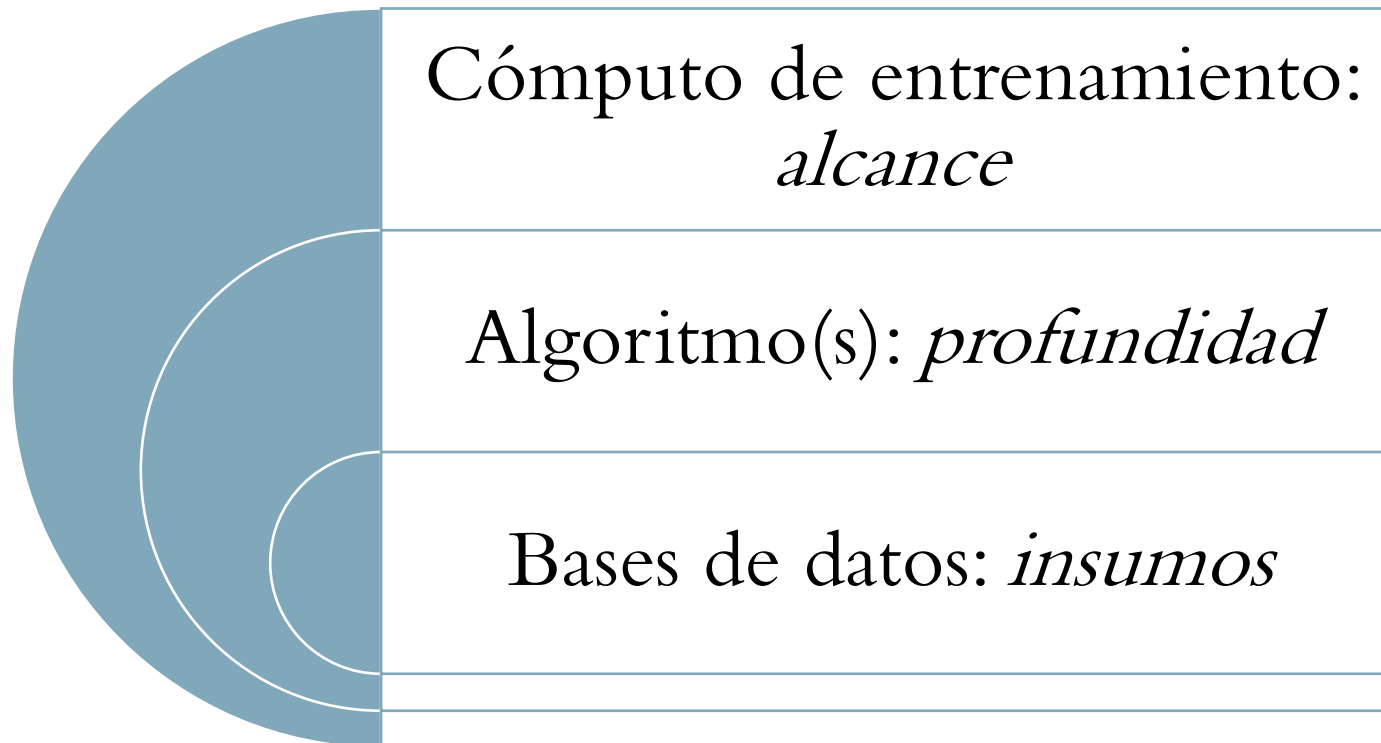 Cómputo de entrenamiento:
alcance
Algoritmo(s): profundidad
Bases de datos: insumos